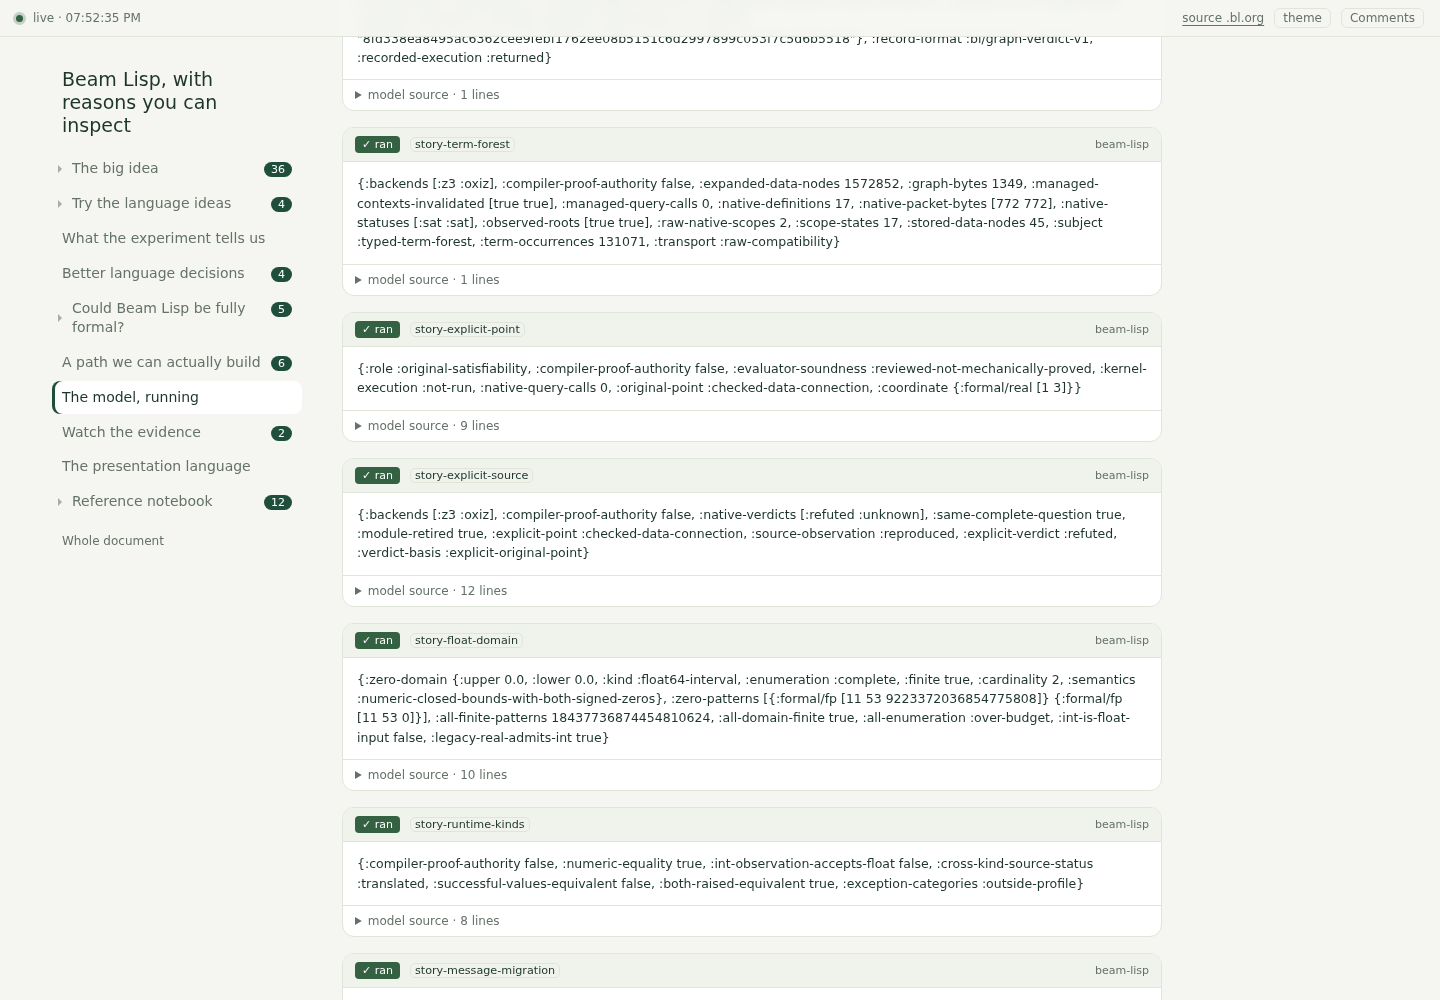 live · 07:52:35 PM
source .bl.org
theme
Comments
Beam Lisp, with
reasons you can
inspect
The big idea
36
Try the language ideas
4
What the experiment tells us
Better language decisions
4
Could Beam Lisp be fully
formal?
5
A path we can actually build
6
The model, running
Watch the evidence
2
The presentation language
Reference notebook
12
Whole document
"8fd338ea8495ac6362cee9febf1762ee08b5151c6d2997899c053f7c5d6b5518"}, :record-format :bl/graph-verdict-v1,
:recorded-execution :returned}
model source · 1 lines
✓ ran
story-term-forest
beam-lisp
{:backends [:z3 :oxiz], :compiler-proof-authority false, :expanded-data-nodes 1572852, :graph-bytes 1349, :managed-
contexts-invalidated [true true], :managed-query-calls 0, :native-definitions 17, :native-packet-bytes [772 772], :native-
statuses [:sat :sat], :observed-roots [true true], :raw-native-scopes 2, :scope-states 17, :stored-data-nodes 45, :subject
:typed-term-forest, :term-occurrences 131071, :transport :raw-compatibility}
model source · 1 lines
✓ ran
story-explicit-point
beam-lisp
{:role :original-satisfiability, :compiler-proof-authority false, :evaluator-soundness :reviewed-not-mechanically-proved, :kernel-
execution :not-run, :native-query-calls 0, :original-point :checked-data-connection, :coordinate {:formal/real [1 3]}}
model source · 9 lines
✓ ran
story-explicit-source
beam-lisp
{:backends [:z3 :oxiz], :compiler-proof-authority false, :native-verdicts [:refuted :unknown], :same-complete-question true,
:module-retired true, :explicit-point :checked-data-connection, :source-observation :reproduced, :explicit-verdict :refuted,
:verdict-basis :explicit-original-point}
model source · 12 lines
✓ ran
story-float-domain
beam-lisp
{:zero-domain {:upper 0.0, :lower 0.0, :kind :float64-interval, :enumeration :complete, :finite true, :cardinality 2, :semantics
:numeric-closed-bounds-with-both-signed-zeros}, :zero-patterns [{:formal/fp [11 53 9223372036854775808]} {:formal/fp
[11 53 0]}], :all-finite-patterns 18437736874454810624, :all-domain-finite true, :all-enumeration :over-budget, :int-is-float-
input false, :legacy-real-admits-int true}
model source · 10 lines
✓ ran
story-runtime-kinds
beam-lisp
{:compiler-proof-authority false, :numeric-equality true, :int-observation-accepts-float false, :cross-kind-source-status
:translated, :successful-values-equivalent false, :both-raised-equivalent true, :exception-categories :outside-profile}
model source · 8 lines
✓ ran
story-message-migration
beam-lisp